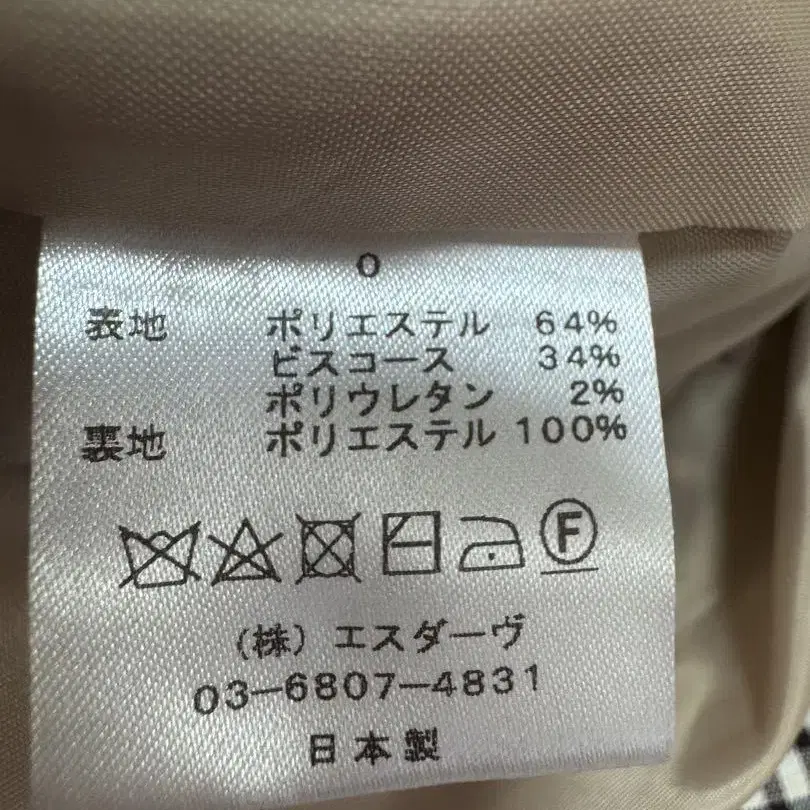 0
表地 ポリエステル 64%
ビスコース 34%
ポリウレタン 2%
裏地 ポリエステル 100%
F
(株) エスダーヴ
03-6807-4831
日本製